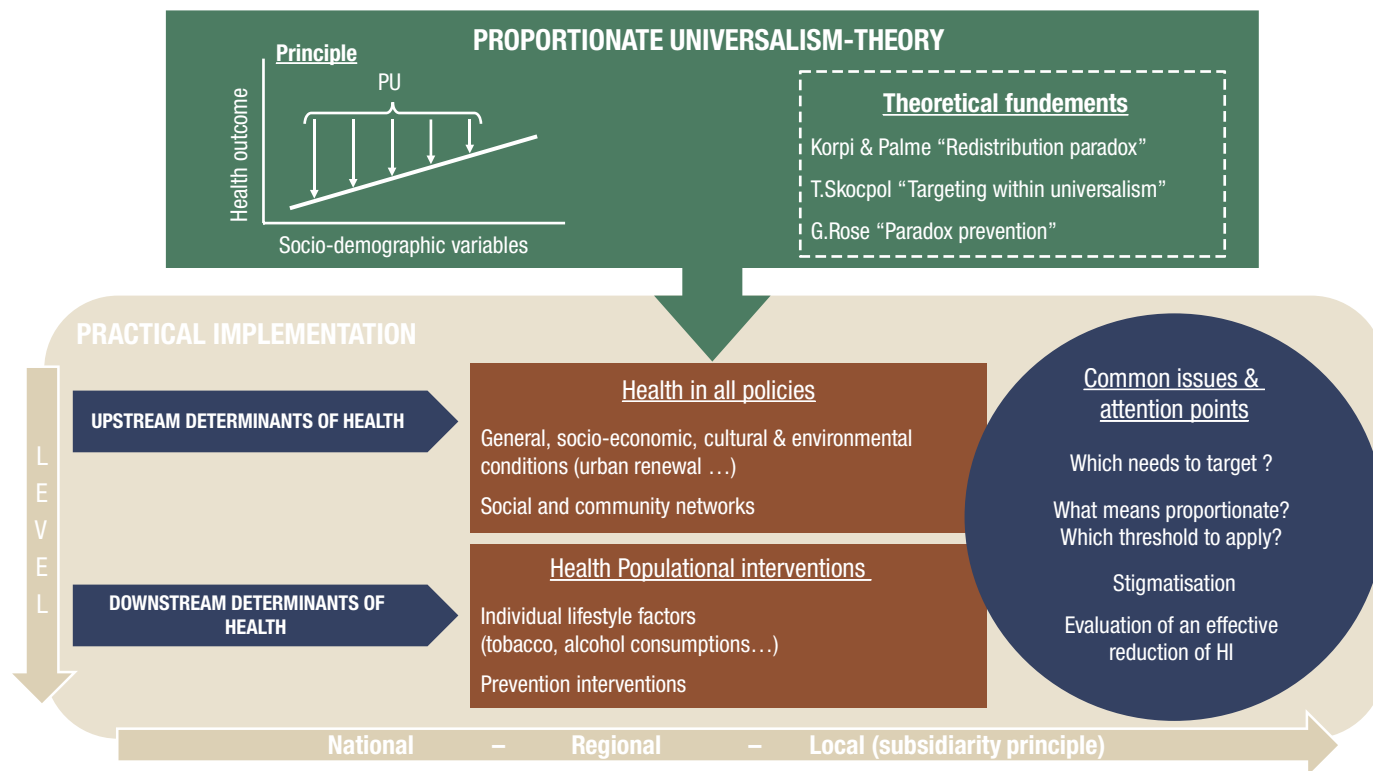 PROPORTIONATE UNIVERSALISM-THEORY
Principle
PU
Health outcome
Socio-demographic variables
Theoretical fundements
Korpi & Palme “Redistribution paradox”
T.Skocpol “Targeting within universalism”
G.Rose “Paradox prevention”
PRACTICAL IMPLEMENTATION
LEVEL
UPSTREAM DETERMINANTS OF HEALTH
Health in all policies
General, socio-economic, cultural & environmental
conditions (urban renewal …)
Social and community networks
DOWNSTREAM DETERMINANTS OF
HEALTH
Health Populational interventions
Individual lifestyle factors
(tobacco, alcohol consumptions…)
Prevention interventions
Common issues &
attention points
Which needs to target ?
What means proportionate?
Which threshold to apply?
Stigmatisation
Evaluation of an effective
reduction of HI
National – Regional – Local (subsidiarity principle)